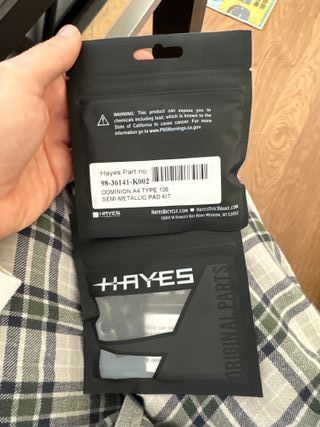 WARNING: This product can expose you to
chemicals including lead, which is known to the
State of California to cause cancer. For more
information go to www.P65Warnings.ca.gov.
Hayes Part no
98-36141-K002
DOMINION A4 TYPE 106
SEMI-METALLIC PAD KIT
HAYES
HAYESBICYCLE.COM
HAYES
ORIGINAL PARTS